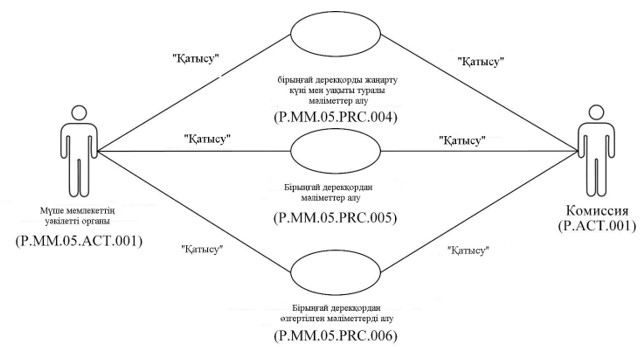 "Қатысу"
"Қатысу"
бірыңғай дерекқорды жаңарту
күні мен уақыты туралы
мәліметтер алу
(P.MM.05.PRC.004)
"Қатысу"
"Қатысу"
Бірыңғай дерекқордан
мәліметтер алу
(P.MM.05.PRC.005)
Мүше мемлекеттің
уәкілетті органы
(P.MM.05.ACT.001)
Комиссия
(P.ACT.001)
"Қатысу"
"Қатысу"
Бірыңғай дерекқордан
өзгертілген мәліметтерді алу
(P.MM.05.PRC.006)